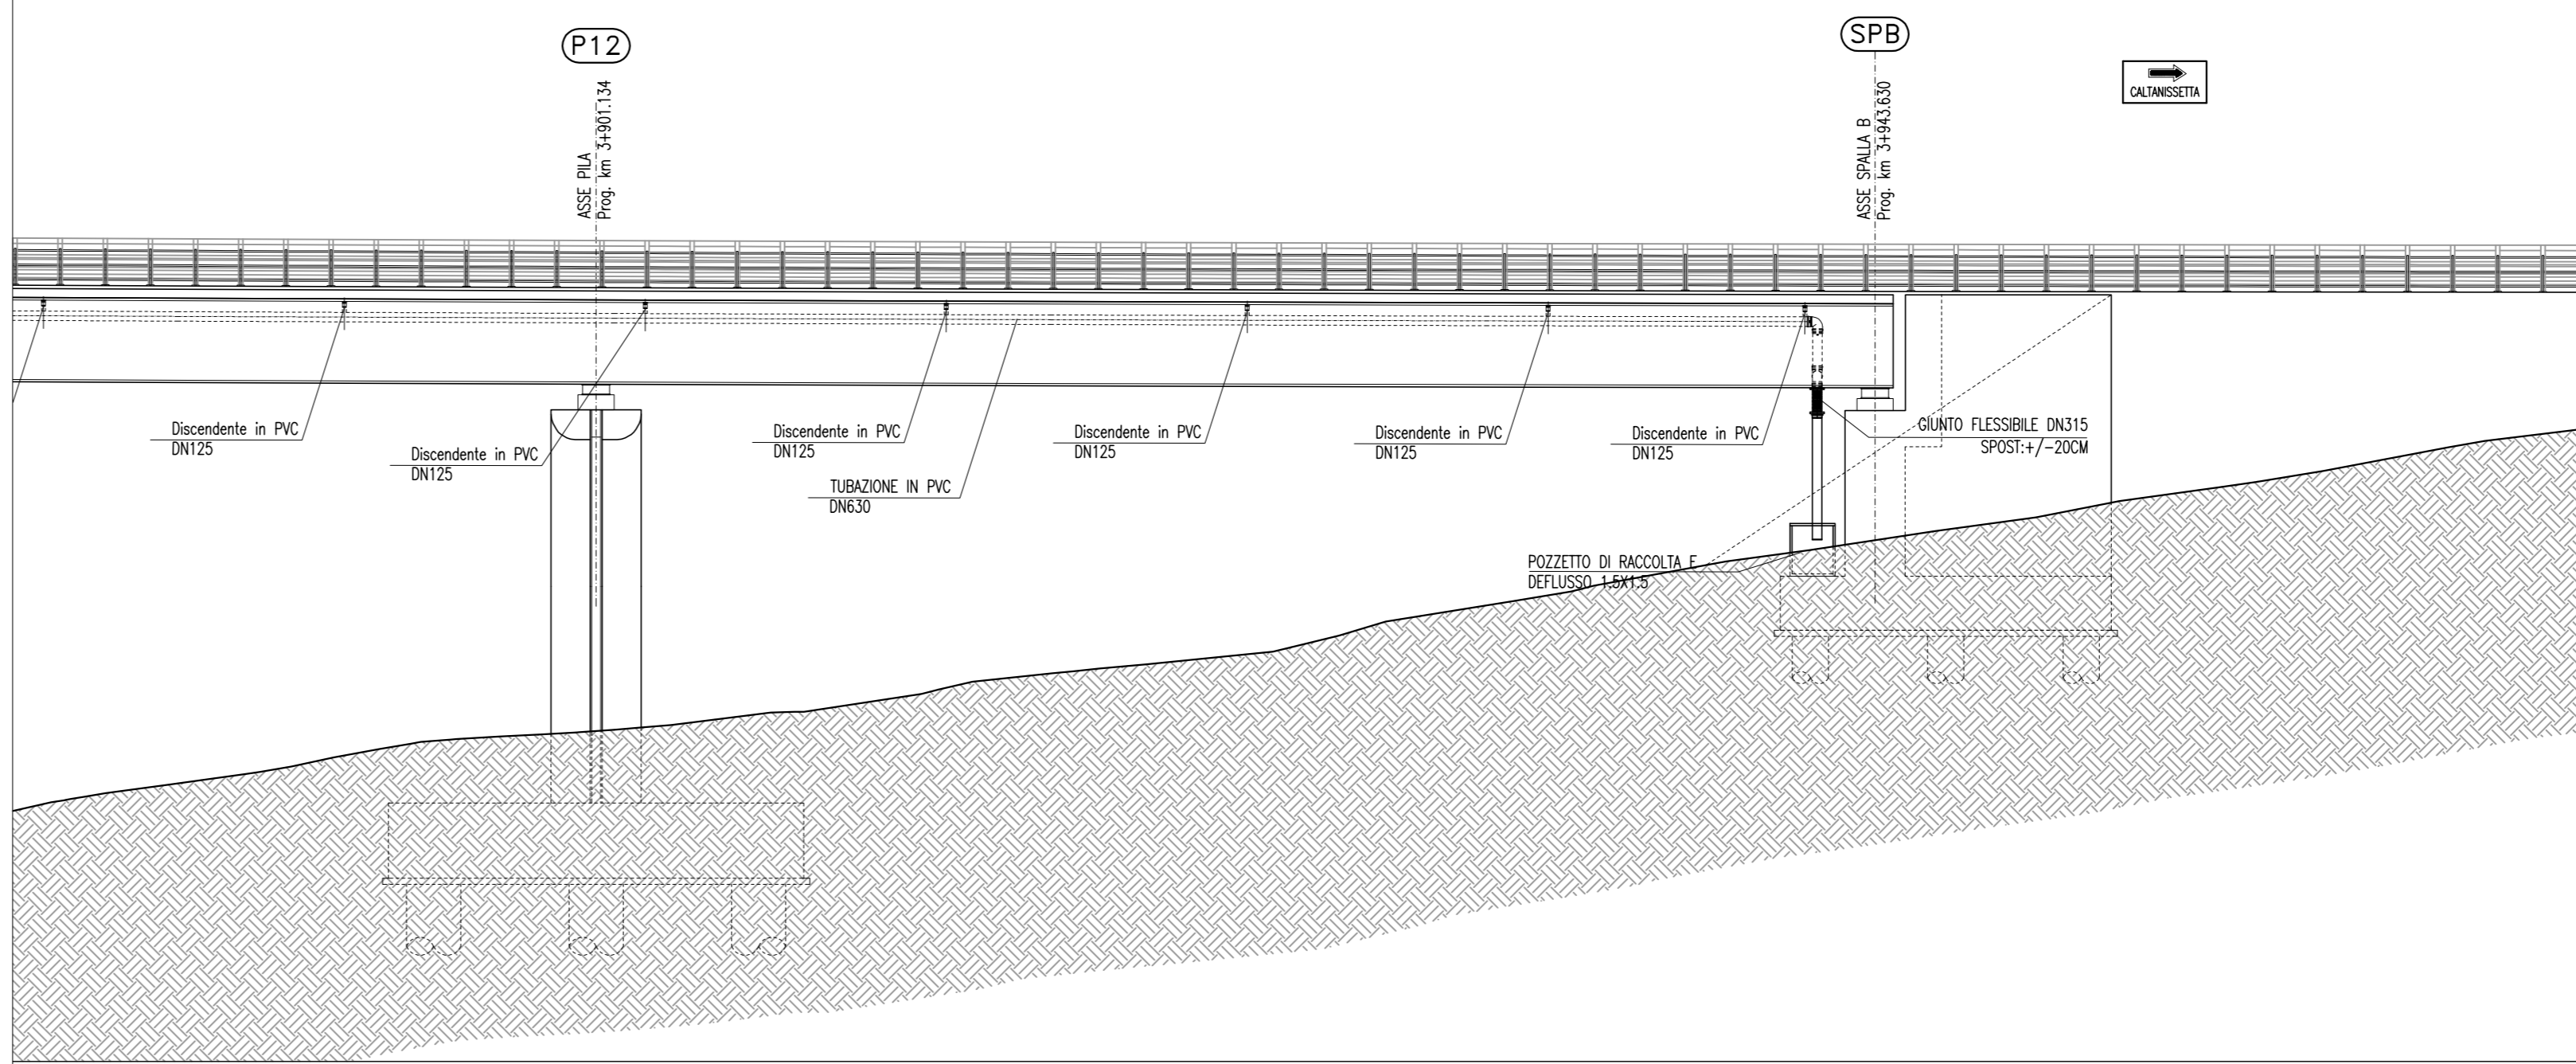 P12
SPB
ASSE PILA
Prog. km 3+901.134
ASSE SPALLA B
Prog. km 3+943.630
CALTANISSETTA
Discendente in PVC
DN125
Discendente in PVC
DN125
Discendente in PVC
DN125
Discendente in PVC
DN125
Discendente in PVC
DN125
Discendente in PVC
DN125
GIUNTO FLESSIBILE DN315
SPOST:+/-20CM
TUBAZIONE IN PVC
DN630
POZZETTO DI RACCOLTA E
DEFLUSSO 1.5X1.5